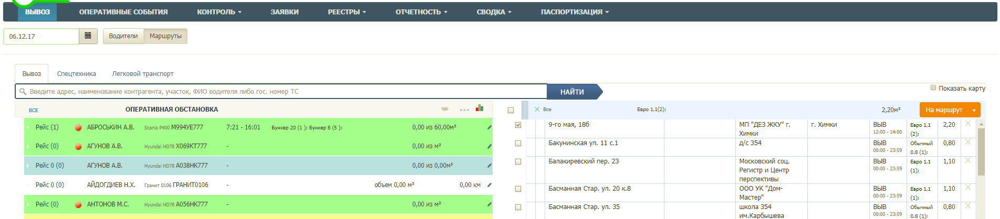 ВЫВОЗ ОПЕРАТИВНЫЕ СОБЫТИЯ КОНТРОЛЬ ЗАЯВКИ РЕЕСТРЫ ОТЧЕТНОСТЬ СВОДКА ПАСПОРТИЗАЦИЯ
06.12.17 Водители Маршруты
Вывоз Спецтехника Легковой транспорт
Введите адрес, наименование контрагента, участок, ФИО водителя либо гос. номер ТС НАЙТИ Показать карту
ВСЕ ОПЕРАТИВНАЯ ОБСТАНОВКА
Рейс (1) АБРОСЬКИН А.В. Scania P400 М994УЕ777 7:21 - 16:01 Бункер 20 (1 ); Бункер 8 (5 ); 0,00 из 60,00м³
Рейс (0) АГУНОВ А.В. Hyundai HD78 Х069КТ777 - 0,00 из м³
Рейс 0 (0) АГУНОВ А.В. Hyundai HD78 А038НК777 - 0,00 из 0,00м³
Рейс 0 (0) АЙДОГДИЕВ Н.Х. Гранит 0106 ГРАНИТ0106 - объем 0,00 м³ 0,00 км
Рейс (0) АНТОНОВ М.С. Hyundai HD78 А056НК777 - 0,00 из м³
Все Евро 1,1(2); 2,20м³ На маршрут
9-го мая, 18б МП "ДЕЗ ЖКУ" г. г. Химки ВЫВ Евро 1,1 2,20
Химки 12:00 - 14:00 (2);
Бакунинская ул. 11 с.1 д/с 354 ВЫВ Обычный 0,80
00:00 - 23:59 0.8 (1);
Балакиревский пер. 23 Московский соц. ВЫВ Евро 1,1 1,10
Регистр и Центр 00:00 - 23:59 (1);
перспективы
Басманная Стар. ул. 20 к.8 ООО УК "Дом- ВЫВ Евро 1,1 1,10
Мастер" 00:00 - 23:59 (1);
Басманная Стар. ул. 35 школа 354 ВЫВ Обычный 0,80
им.Карбышева 00:00 - 23:59 0.8 (1);